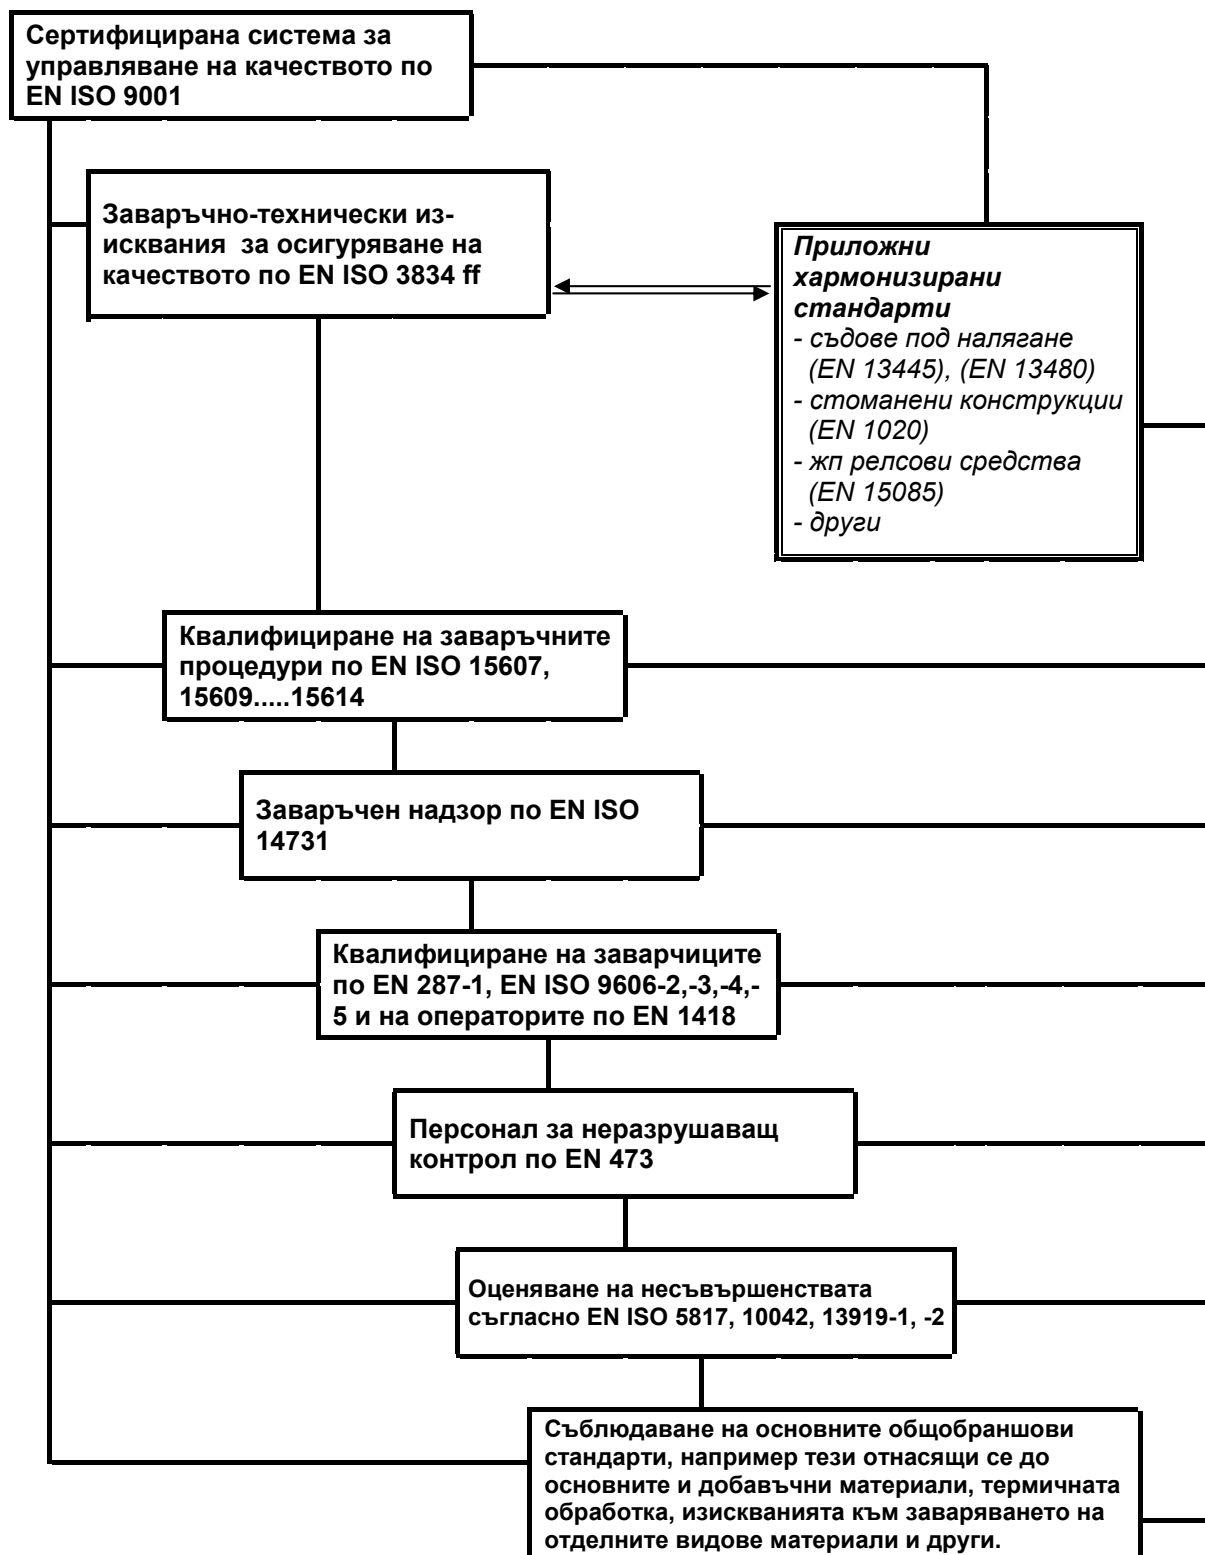 Сертифицирана система за
управляване на качеството по
EN ISO 9001
Заваръчно-технически из-
исквания за осигуряване на
качеството по EN ISO 3834 ff
Приложни
хармонизирани
стандарти
- съдове под налягане
(EN 13445), (EN 13480)
- стоманени конструкции
(EN 1020)
- жп релсови средства
(EN 15085)
- други
Квалифициране на заваръчните
процедури по EN ISO 15607,
15609.....15614
Заваръчен надзор по EN ISO
14731
Квалифициране на заварчиците
по EN 287-1, EN ISO 9606-2,-3,-4,-
5 и на операторите по EN 1418
Персонал за неразрушаващ
контрол по EN 473
Оценяване на несъвършенствата
съгласно EN ISO 5817, 10042, 13919-1, -2
Съблюдаване на основните общобраншови
стандарти, например тези отнасящи се до
основните и добавъчни материали, термичната
обработка, изискванията към заваряването на
отделните видове материали и други.